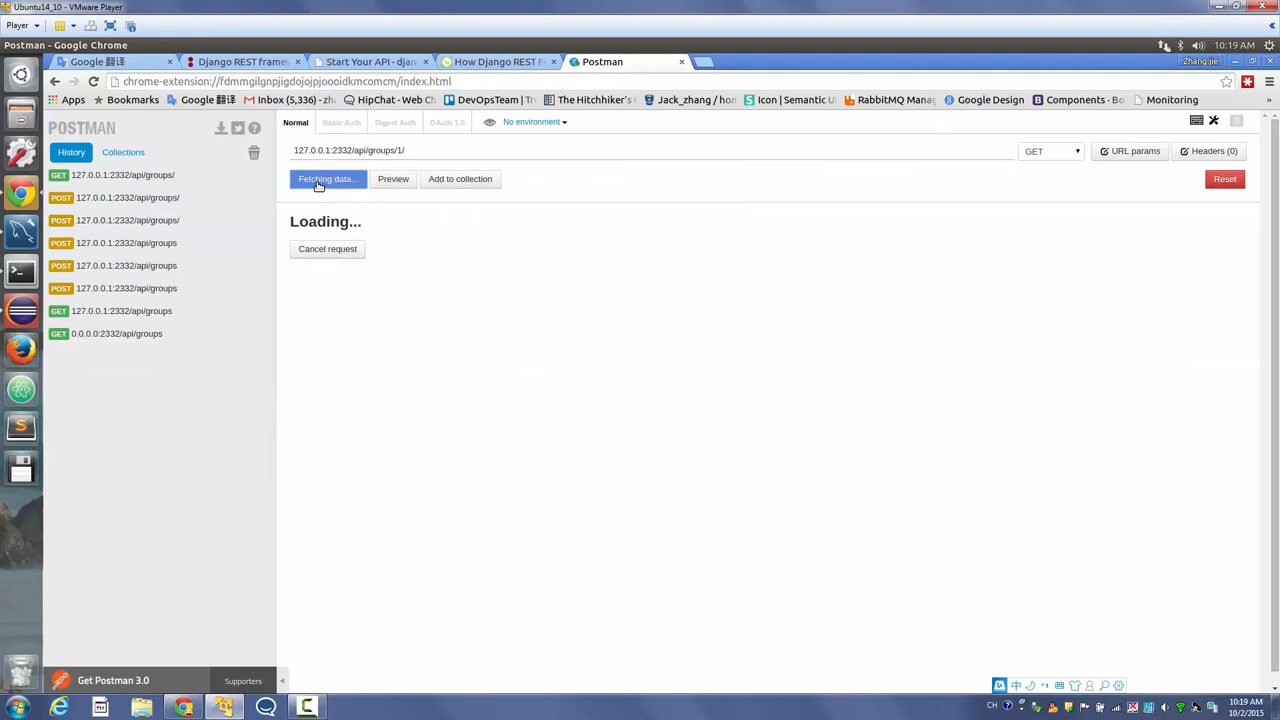 Ubuntu14_10 - VMware Player
Player
Postman - Google Chrome
10:19 AM
Google 翻译
Django REST framework
Start Your API - djan
How Django REST F
Postman
Zhangjie
chrome-extension://fdmmgilgnpjigdojojpjoooidkmcomcm/index.html
Apps
Bookmarks
Google 翻译
Inbox (5,336) - zh
HipChat - Web C
DevOpsTeam | Tr
The Hitchhiker's
Jack_zhang / ho
Icon | Semantic U
RabbitMQ Mana
Google Design
Components · Bo
Monitoring
POSTMAN
Normal
Basic Auth
Digest Auth
OAuth 1.0
No environment
0
History
Collections
127.0.0.1:2332/api/groups/1/
GET
URL params
Headers (0)
Fetching data...
Preview
Add to collection
Reset
GET 127.0.0.1:2332/api/groups/
POST 127.0.0.1:2332/api/groups/
POST 127.0.0.1:2332/api/groups/
POST 127.0.0.1:2332/api/groups
POST 127.0.0.1:2332/api/groups
POST 127.0.0.1:2332/api/groups
GET 127.0.0.1:2332/api/groups
GET 0.0.0.0:2332/api/groups
Loading...
Cancel request
Get Postman 3.0
Supporters
中
CH
10:19 AM
10/2/2015